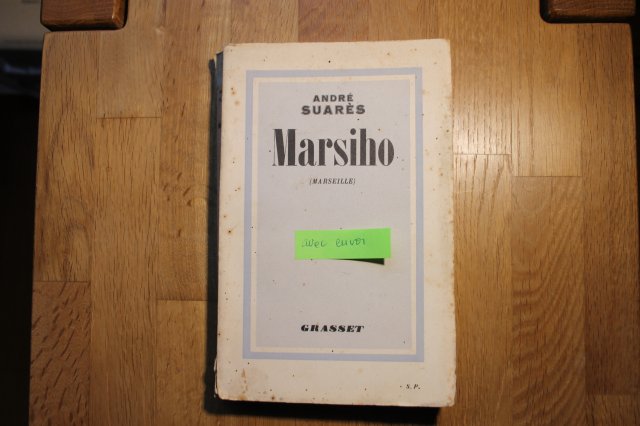 ANDRÉ
SUARÈS
Marsiho
(MARSEILLE)
avec envoi
GRASSET
S.P.